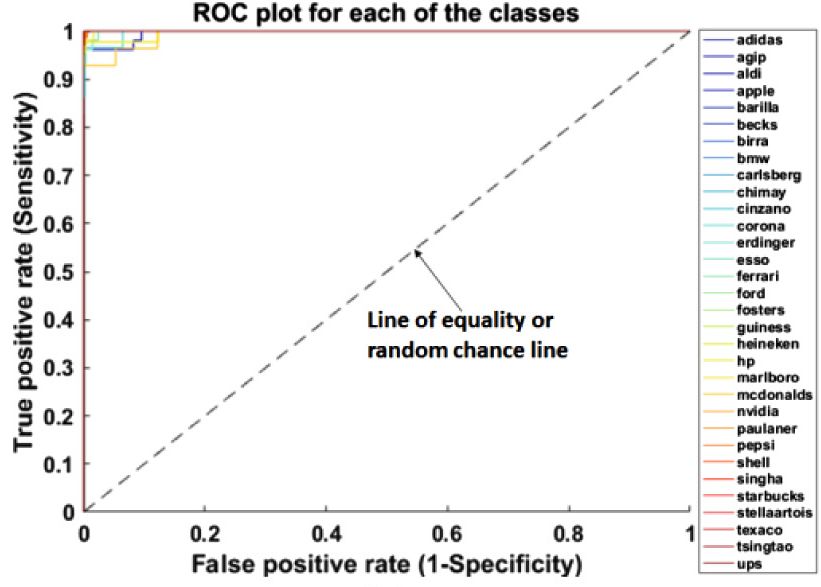 ROC plot for each of the classes
True positive rate (Sensitivity)
1
0.9
0.8
0.7
0.6
0.5
0.4
0.3
0.2
0.1
0
Line of equality or
random chance line
0
0.2
0.4
0.6
0.8
1
False positive rate (1-Specificity)
adidas
agip
aldi
apple
barilla
becks
birra
bmw
carlsberg
chimay
cinzano
corona
erdinger
esso
ferrari
ford
fosters
guiness
heineken
hp
marlboro
mcdonalds
nvidia
paulaner
pepsi
shell
singha
starbucks
stellaartois
texaco
tsingtao
ups